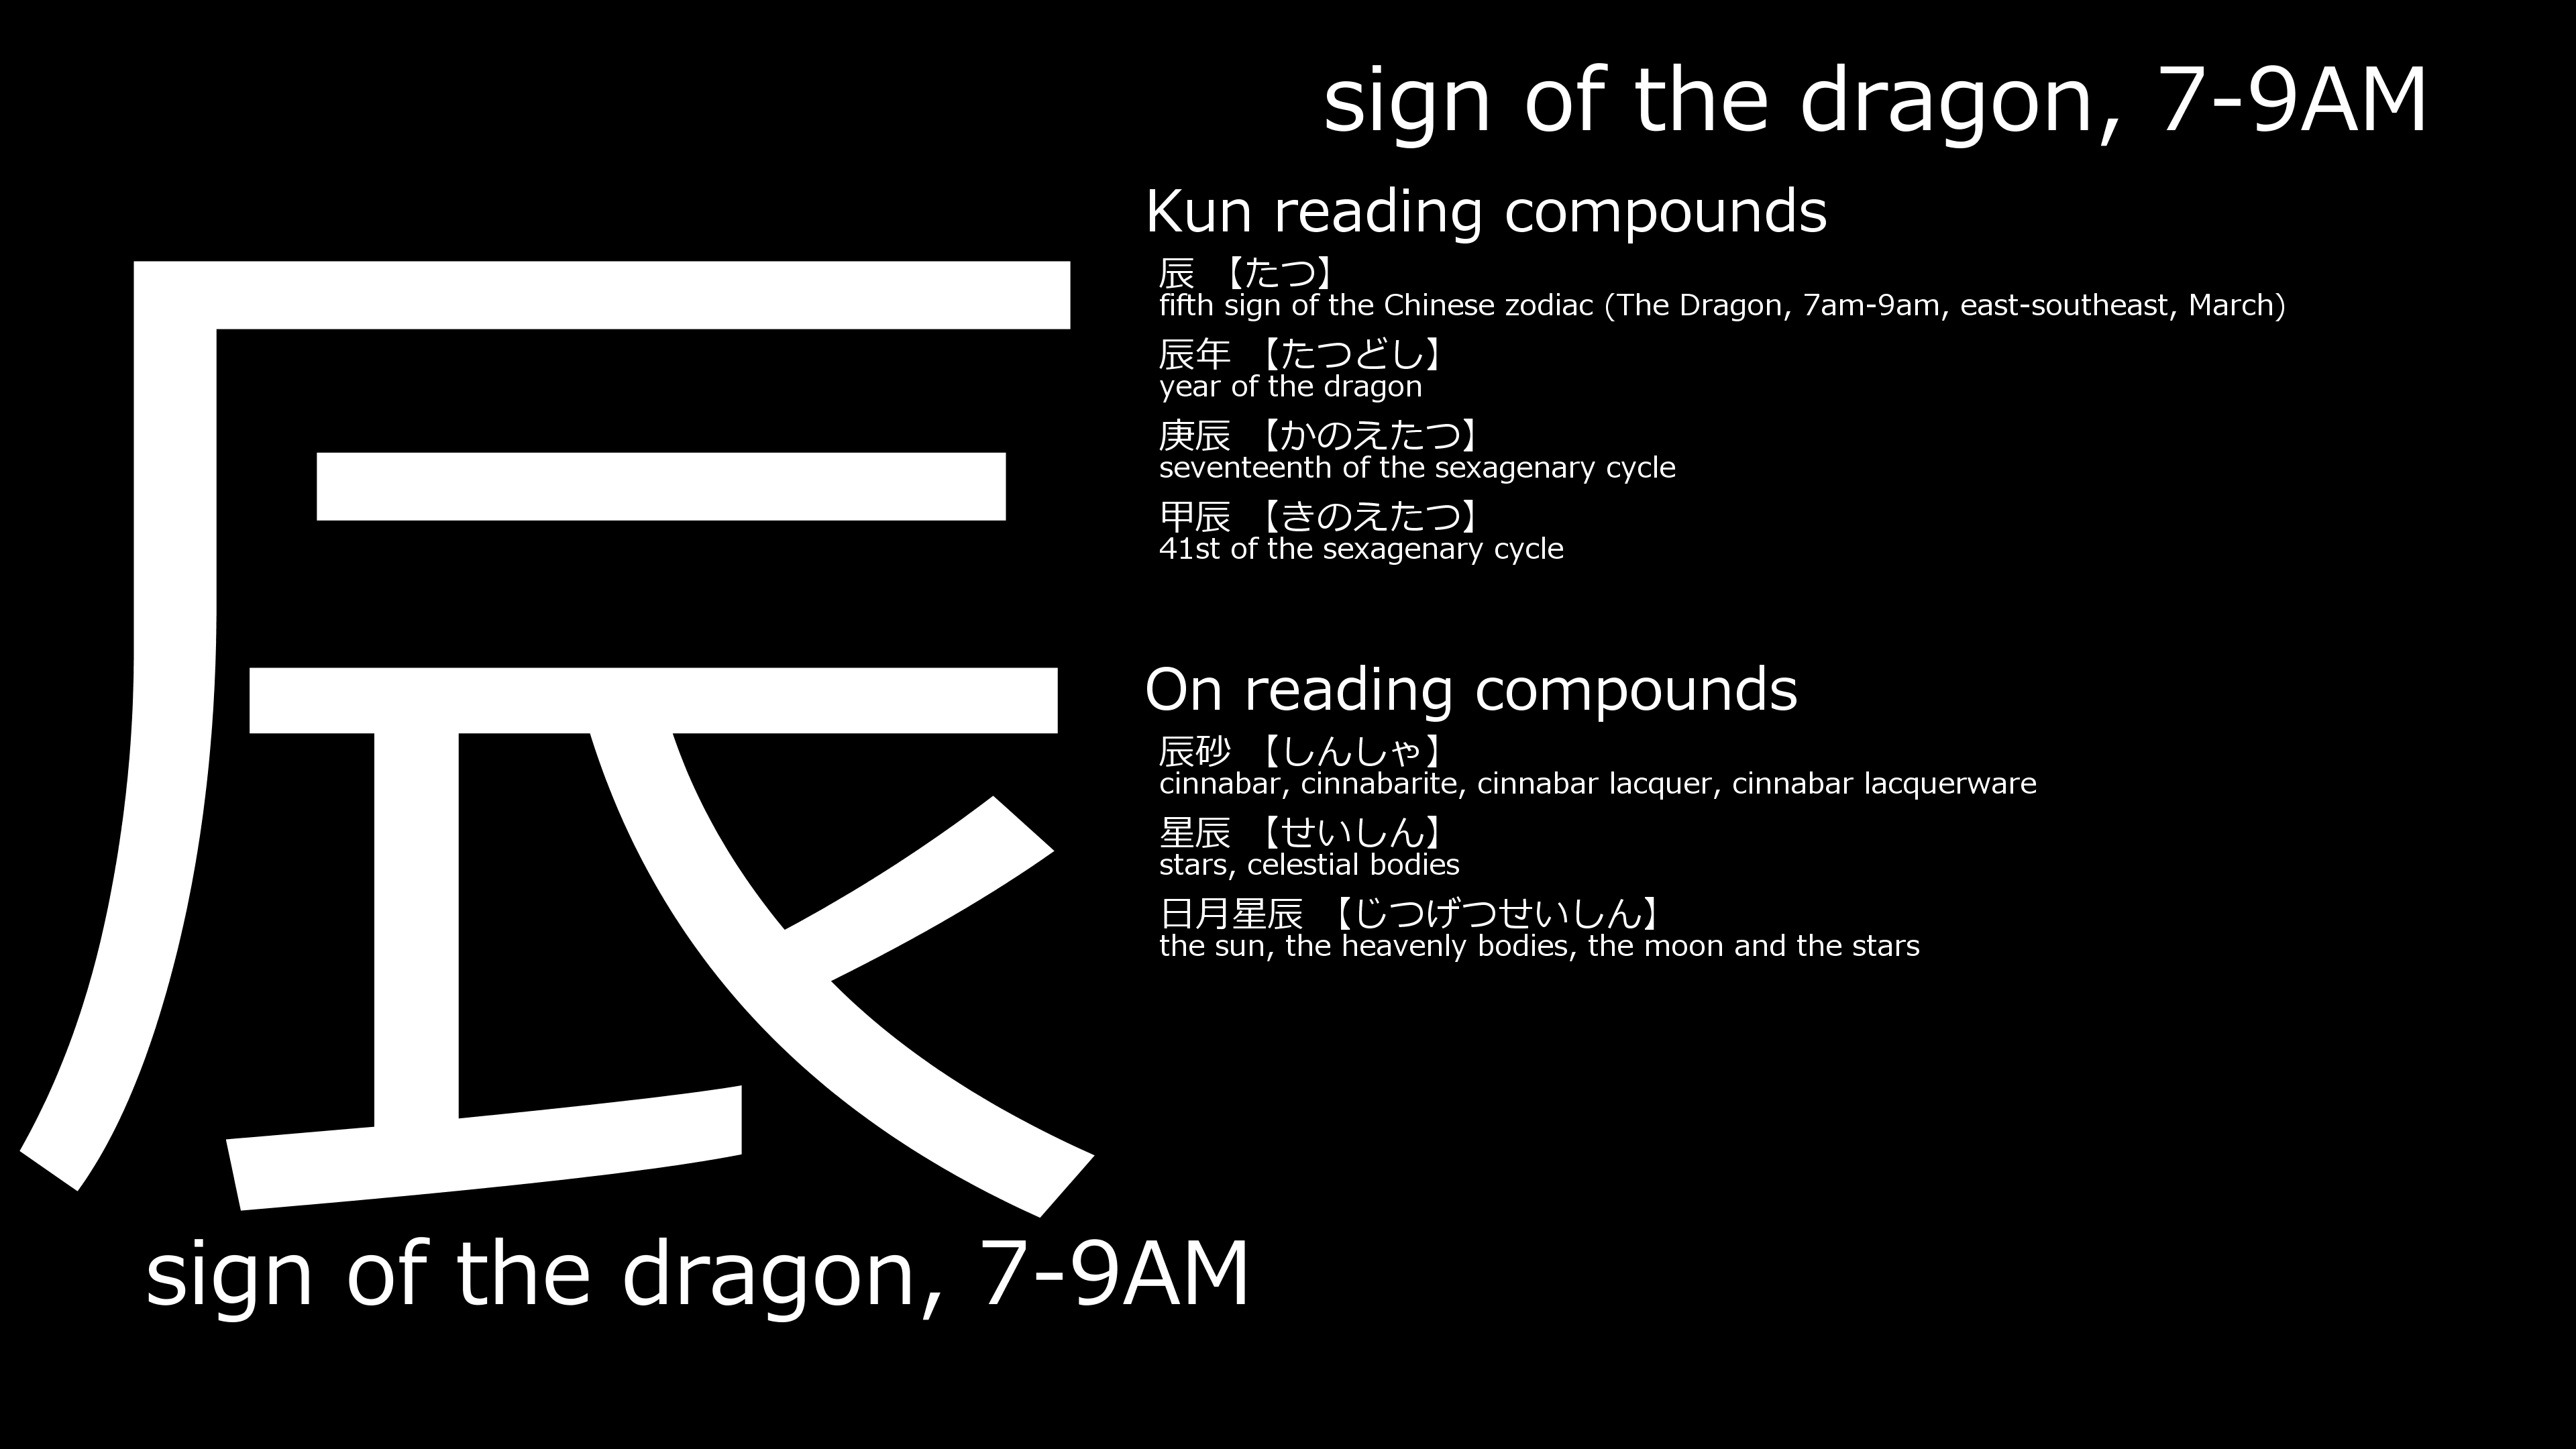 sign of the dragon, 7-9AM
辰
sign of the dragon, 7-9AM
Kun reading compounds
辰 【たつ】
fifth sign of the Chinese zodiac (The Dragon, 7am-9am, east-southeast, March)
辰年 【たつどし】
year of the dragon
庚辰 【かのえたつ】
seventeenth of the sexagenary cycle
甲辰 【きのえたつ】
41st of the sexagenary cycle
On reading compounds
辰砂 【しんしゃ】
cinnabar, cinnabarite, cinnabar lacquer, cinnabar lacquerware
星辰 【せいしん】
stars, celestial bodies
日月星辰 【じつげつせいしん】
the sun, the heavenly bodies, the moon and the stars